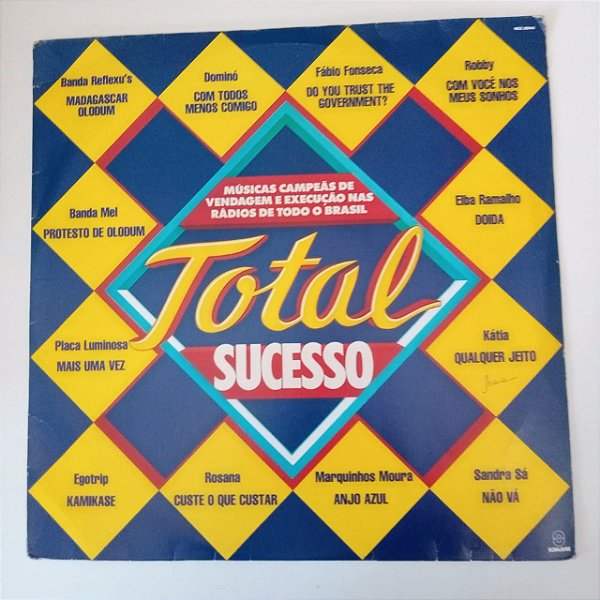 Banda Reflexu's
MADAGASCAR
OLODUM
Dominó
COM TODOS
MENOS COMIGO
Fábio Fonseca
DO YOU TRUST THE
GOVERNMENT?
Robby
COM VOCÊ NOS
MEUS SONHOS
MÚSICAS CAMPEÃS DE
VENDAGEM E EXECUÇÃO NAS
RÁDIOS DE TODO O BRASIL
Banda Mel
PROTESTO DE OLODUM
Elba Ramalho
DOIDA
Total
SUCESSO
Placa Luminosa
MAIS UMA VEZ
Kátia
QUALQUER JEITO
Egotrip
KAMIKASE
Rosana
CUSTE O QUE CUSTAR
Marquinhos Moura
ANJO AZUL
Sandra Sá
NÃO VÁ